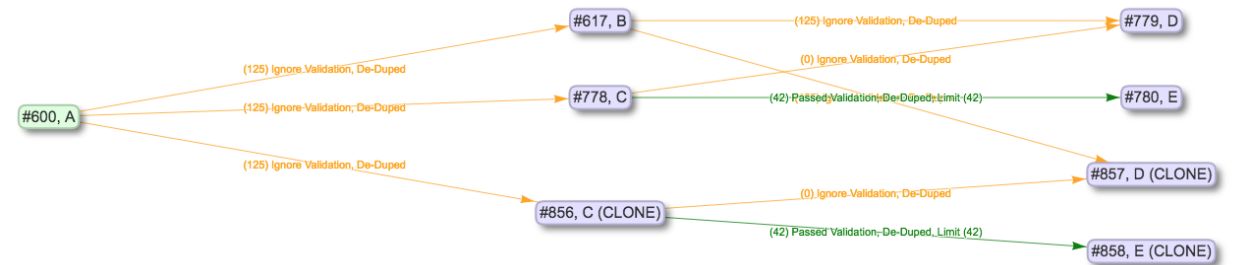 #617, B
(125) Ignore Validation, De-Duped
#779, D
(0) Ignore Validation, De-Duped
(125) Ignore Validation, De-Duped
#778, C
(42) Passed Validation, De-Duped, Limit (42)
#780, E
#600, A
(125) Ignore Validation, De-Duped
(125) Ignore Validation, De-Duped
#857, D (CLONE)
(0) Ignore Validation, De-Duped
#856, C (CLONE)
(42) Passed Validation, De-Duped, Limit (42)
#858, E (CLONE)